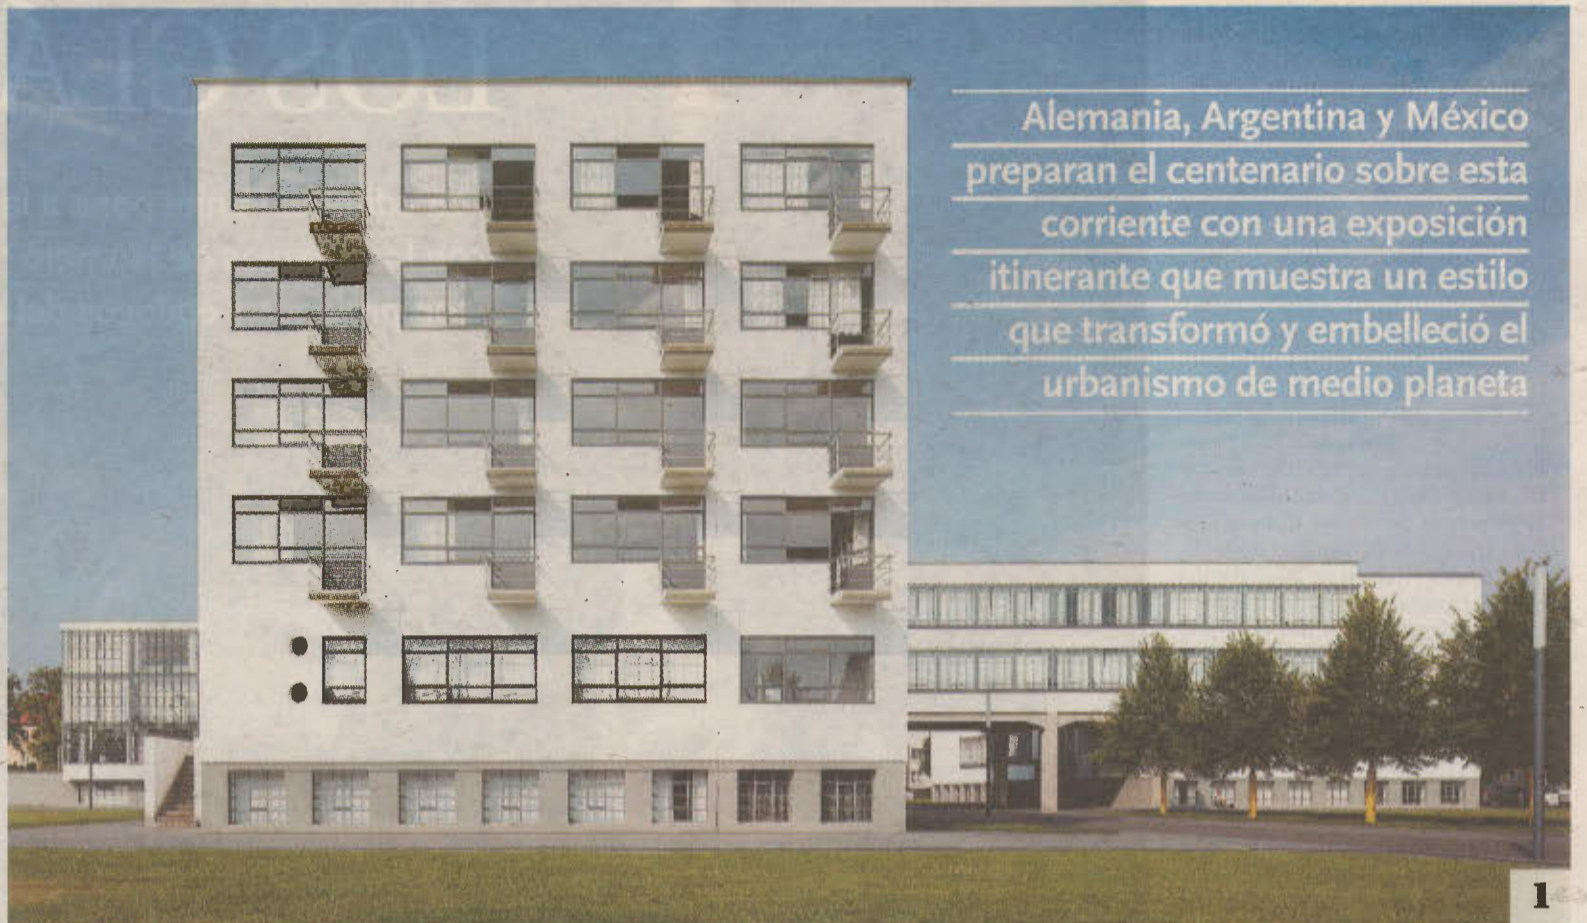 Alemania, Argentina y México
preparan el centenario sobre esta
corriente con una exposición
itinerante que muestra un estilo
que transformó y embelleció el
urbanismo de medio planeta
1